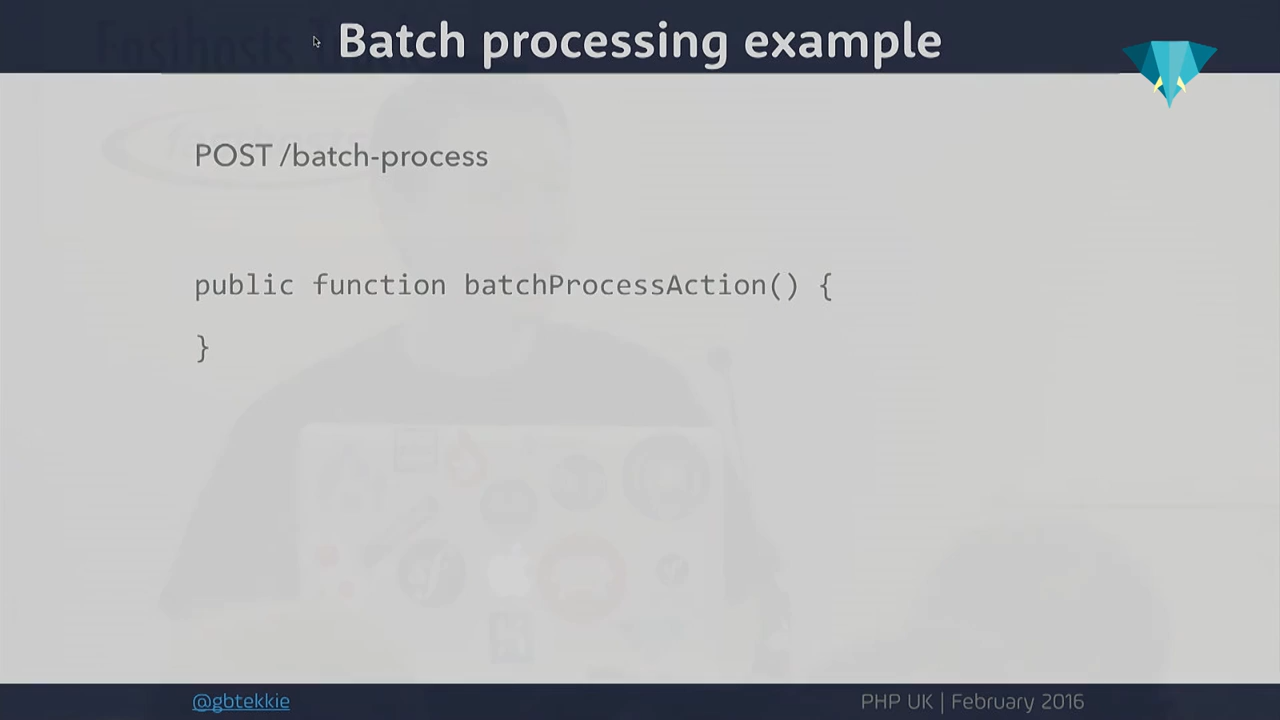 Batch processing example
POST /batch-process
public function batchProcessAction() {
}
@gbtekkie
PHP UK | February 2016